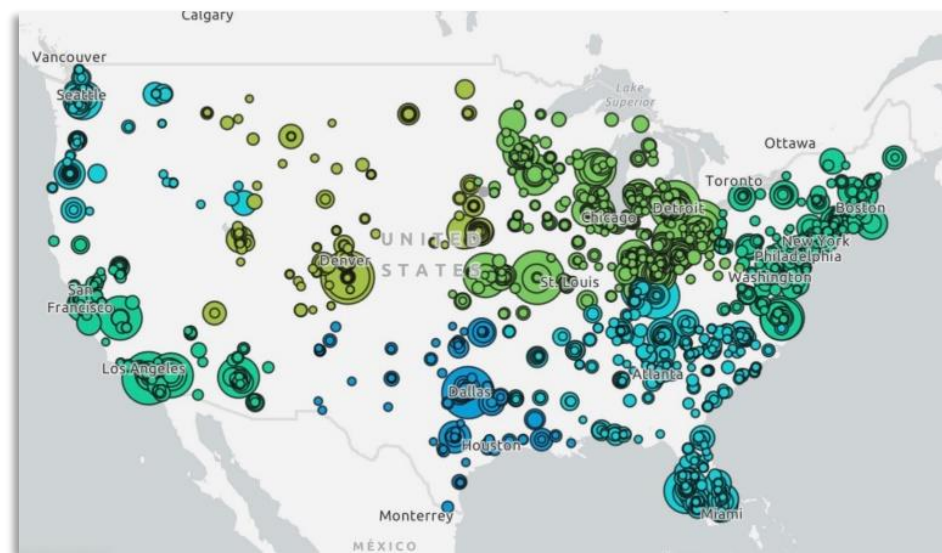 Calgary
Vancouver
Seattle
Lake
Superior
Ottawa
Toronto
Boston
Detroit
Chicago
New York
UNITED
STATES
Denver
Philadelphia
Washington
St. Louis
San
Francisco
Los Angeles
Atlanta
Dallas
Houston
Monterrey
Miami
MÉXICO